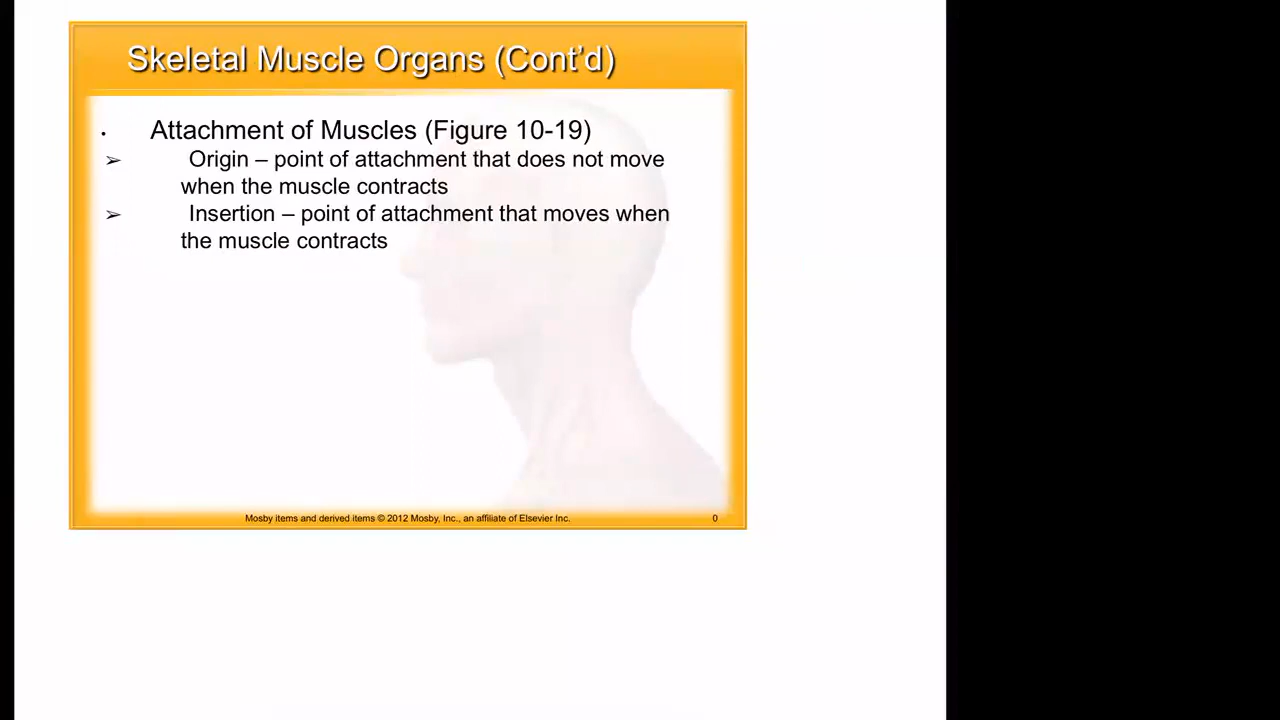 Skeletal Muscle Organs (Cont’d)
• Attachment of Muscles (Figure 10-19)
➢ Origin – point of attachment that does not move
when the muscle contracts
➢ Insertion – point of attachment that moves when
the muscle contracts
Mosby items and derived items © 2012 Mosby, Inc., an affiliate of Elsevier Inc. 0